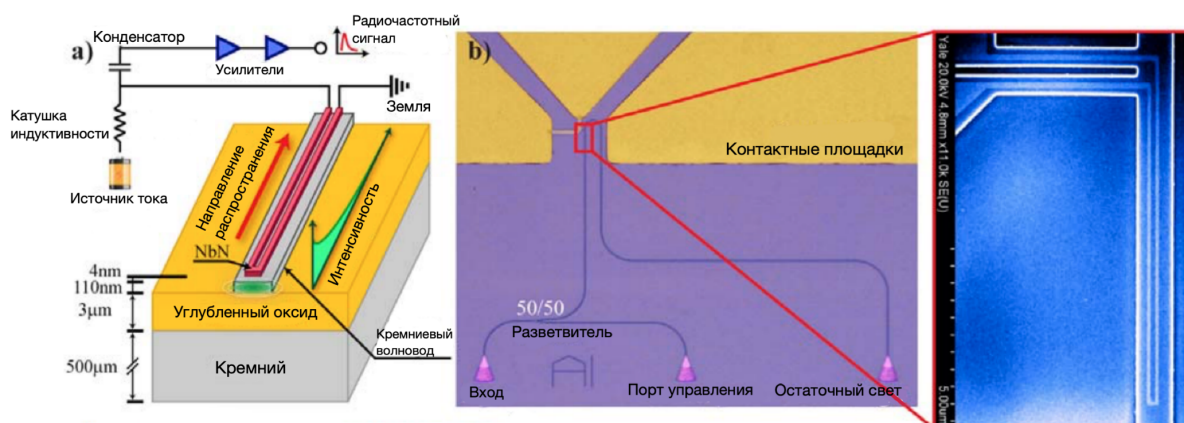 Конденсатор
Радиочастотный
сигнал
a)
Усилители
Земля
Катушка
индуктивности
Источник тока
Направление
распространения
Интенсивность
NbN
4nm
110nm
3μm
500μm
Углубленный оксид
Кремниевый
волновод
Кремний
b)
Контактные площадки
50/50
Разветвитель
Вход
Порт управления
Остаточный свет
Yale 20.0kV 4.8mm x11.0k SE(U)
5.00um